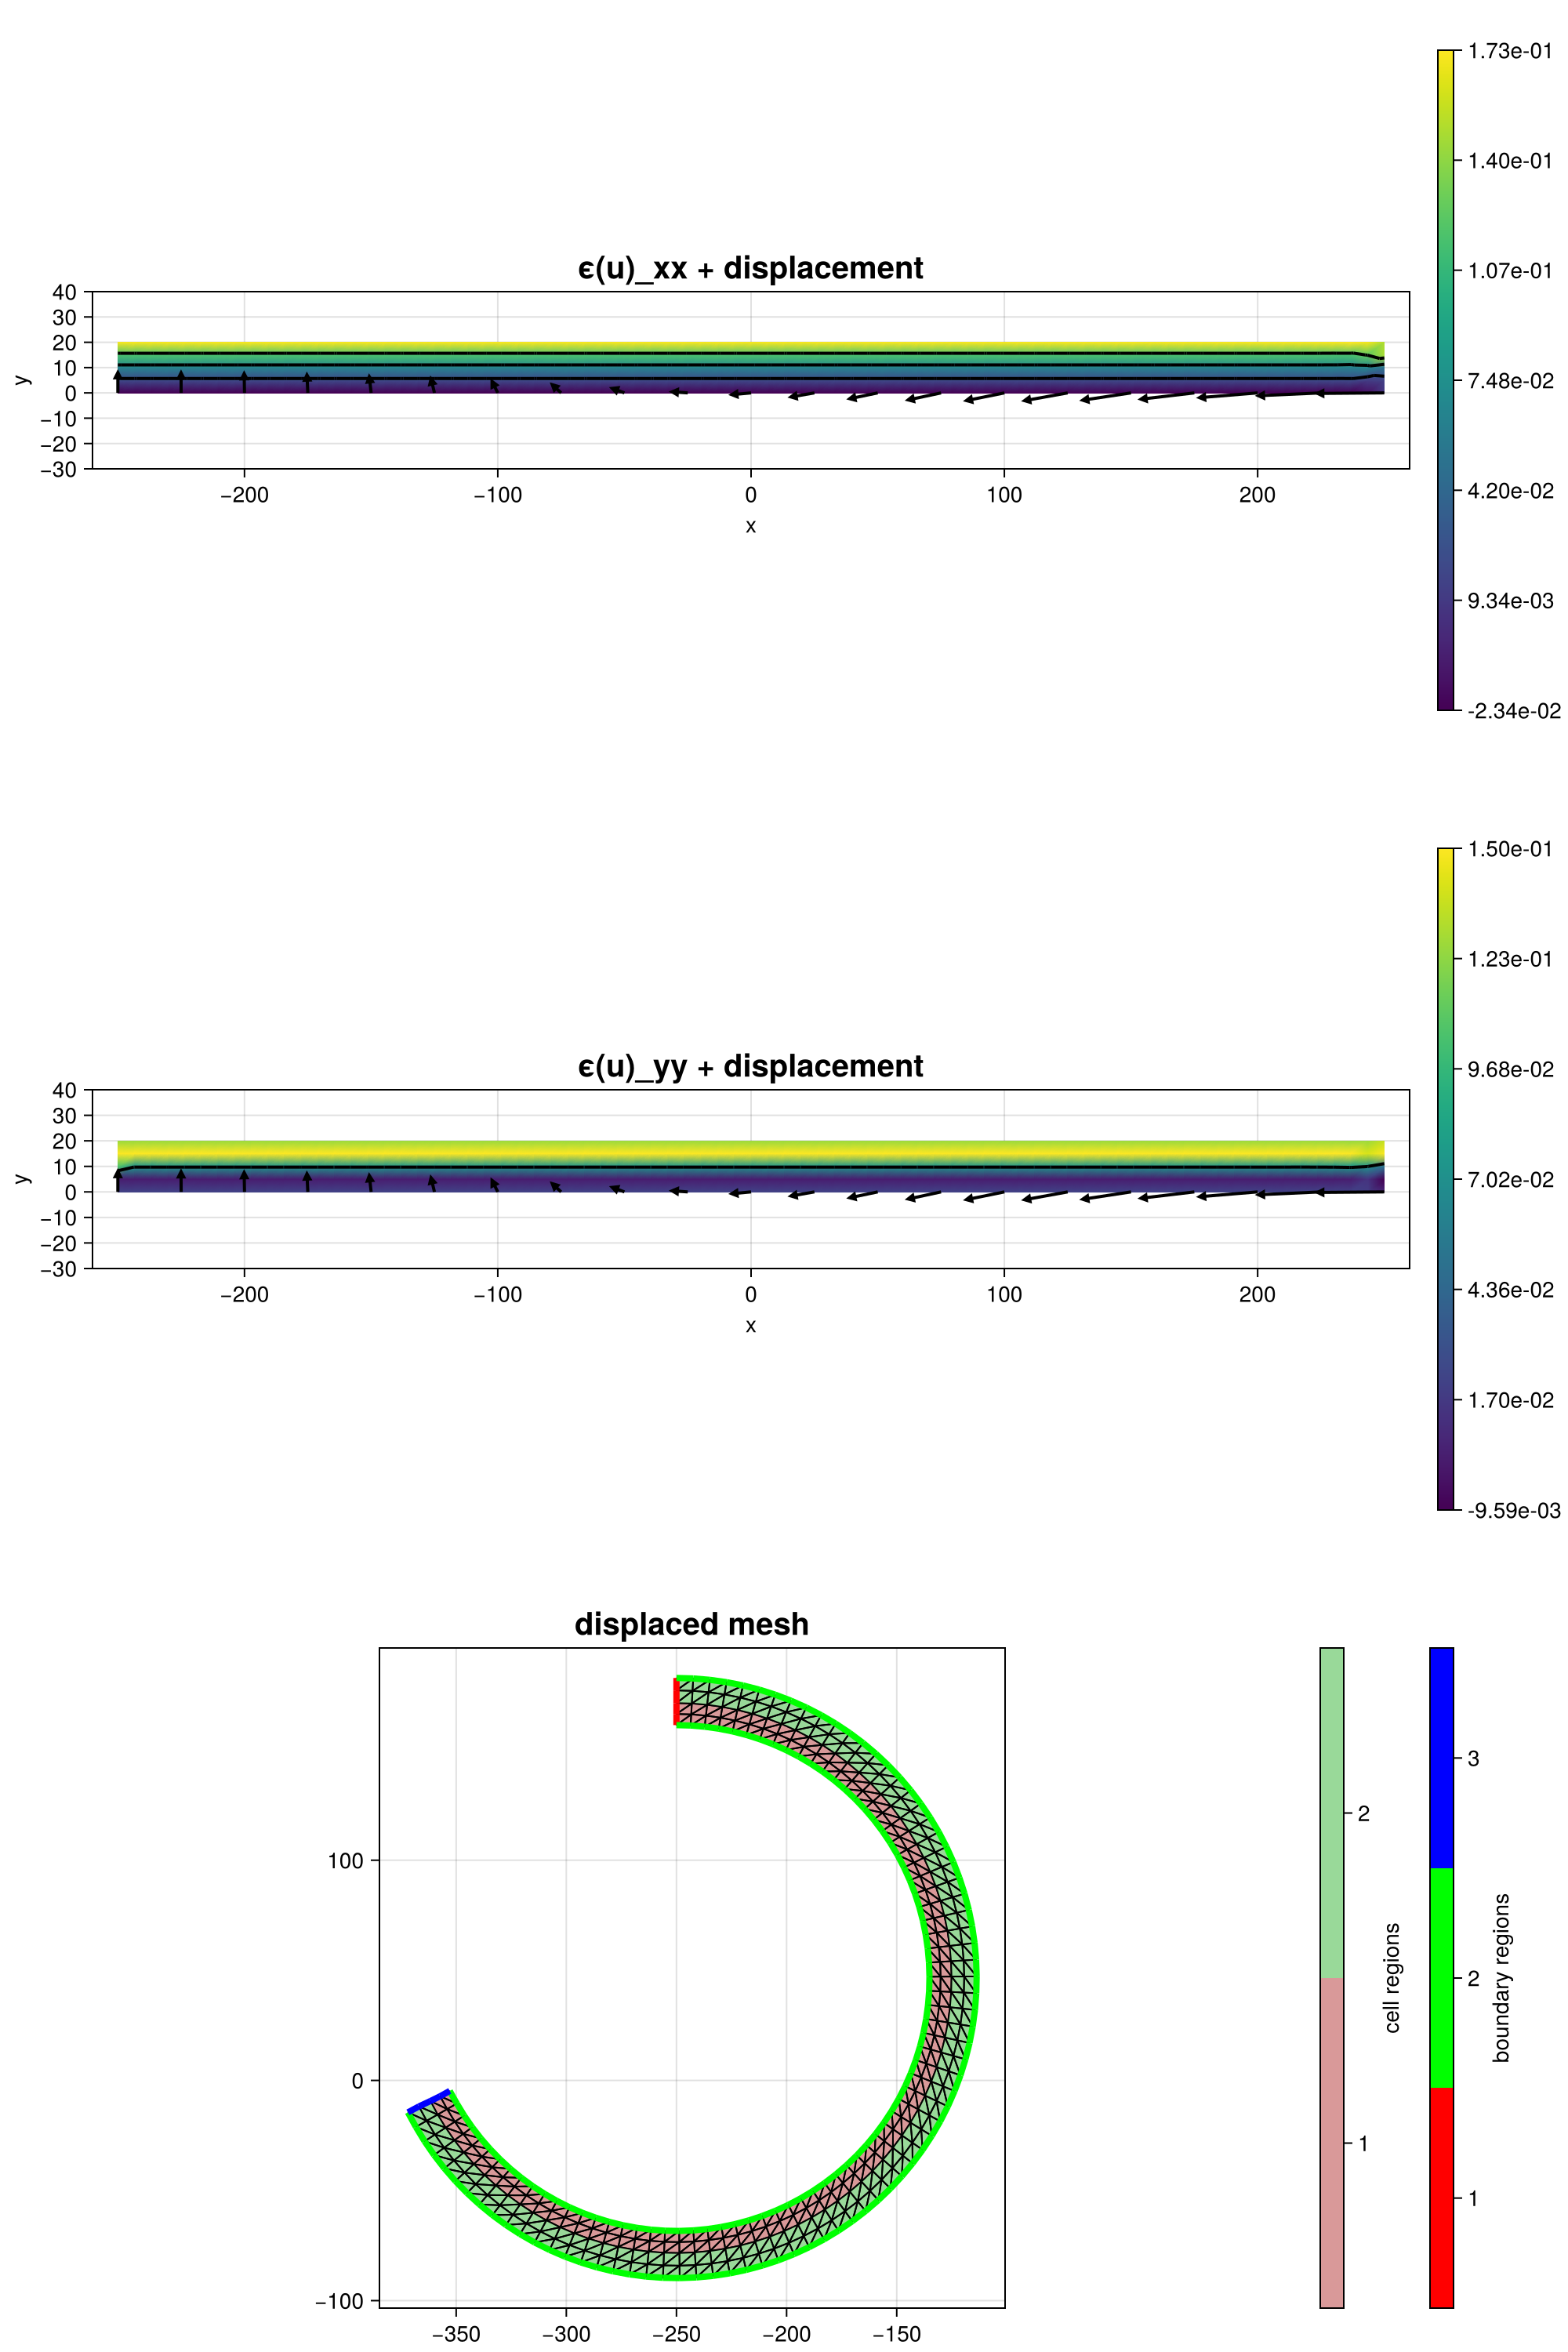 ϵ(u)_xx + displacement
40
30
20
10
0
−10
−20
−30
y
−200
−100
0
100
200
x
1.73e-01
1.40e-01
1.07e-01
7.48e-02
4.20e-02
9.34e-03
-2.34e-02
ϵ(u)_yy + displacement
40
30
20
10
0
−10
−20
−30
y
−200
−100
0
100
200
x
1.50e-01
1.23e-01
9.68e-02
7.02e-02
4.36e-02
1.70e-02
-9.59e-03
displaced mesh
100
0
−100
−350
−300
−250
−200
−150
2
1
cell regions
3
2
1
boundary regions